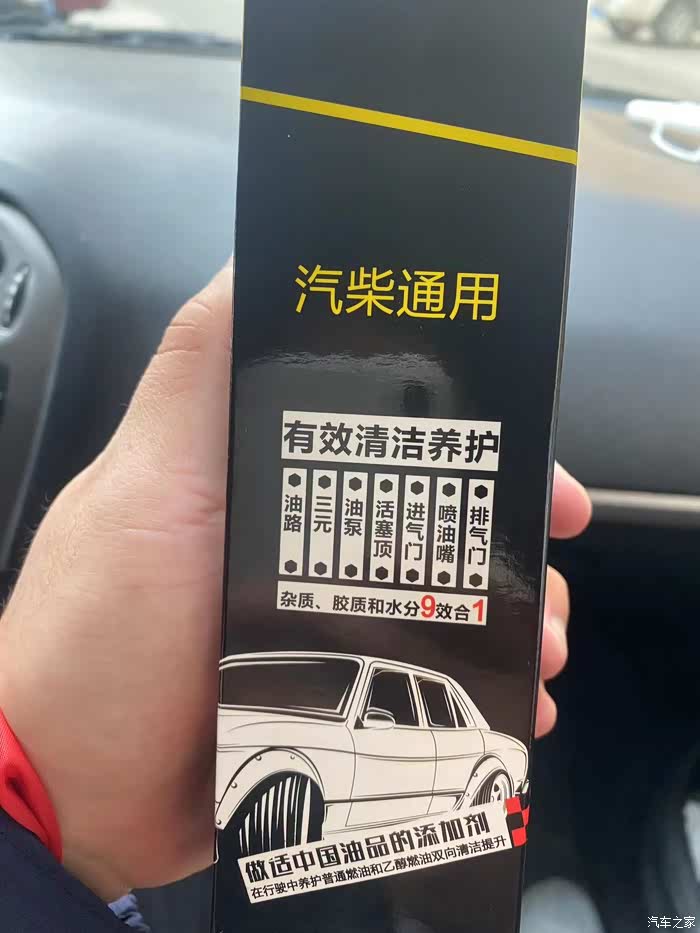 汽柴通用
有效清洁养护
油路 三元 油泵 活塞顶 进气门 喷油嘴 排气门
杂质、胶质和水分9效合1
做适中国油品的添加剂
在行驶中养护普通燃油和乙醇燃油双向清洁提升
汽车之家